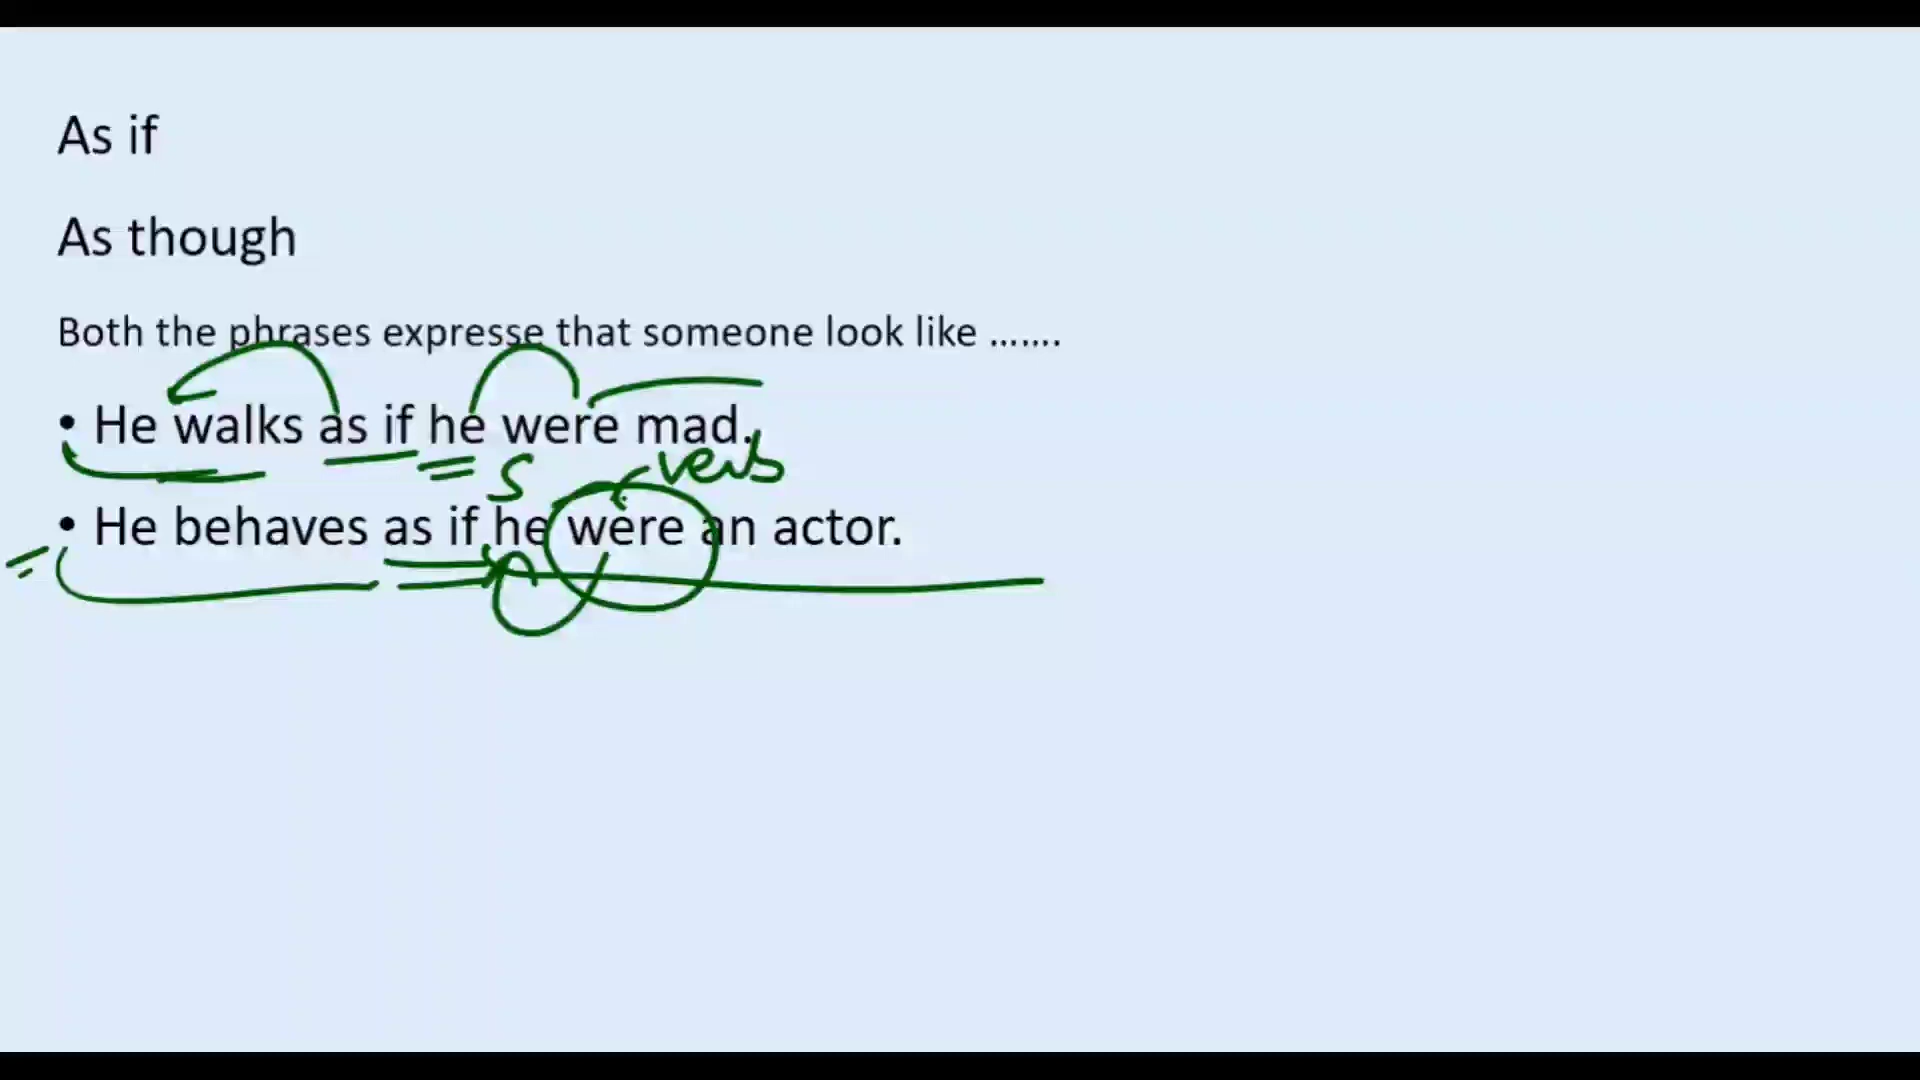 As if
As though
Both the phrases expresse that someone look like .......
• He walks as if he were mad.
S verb
• He behaves as if he were an actor.